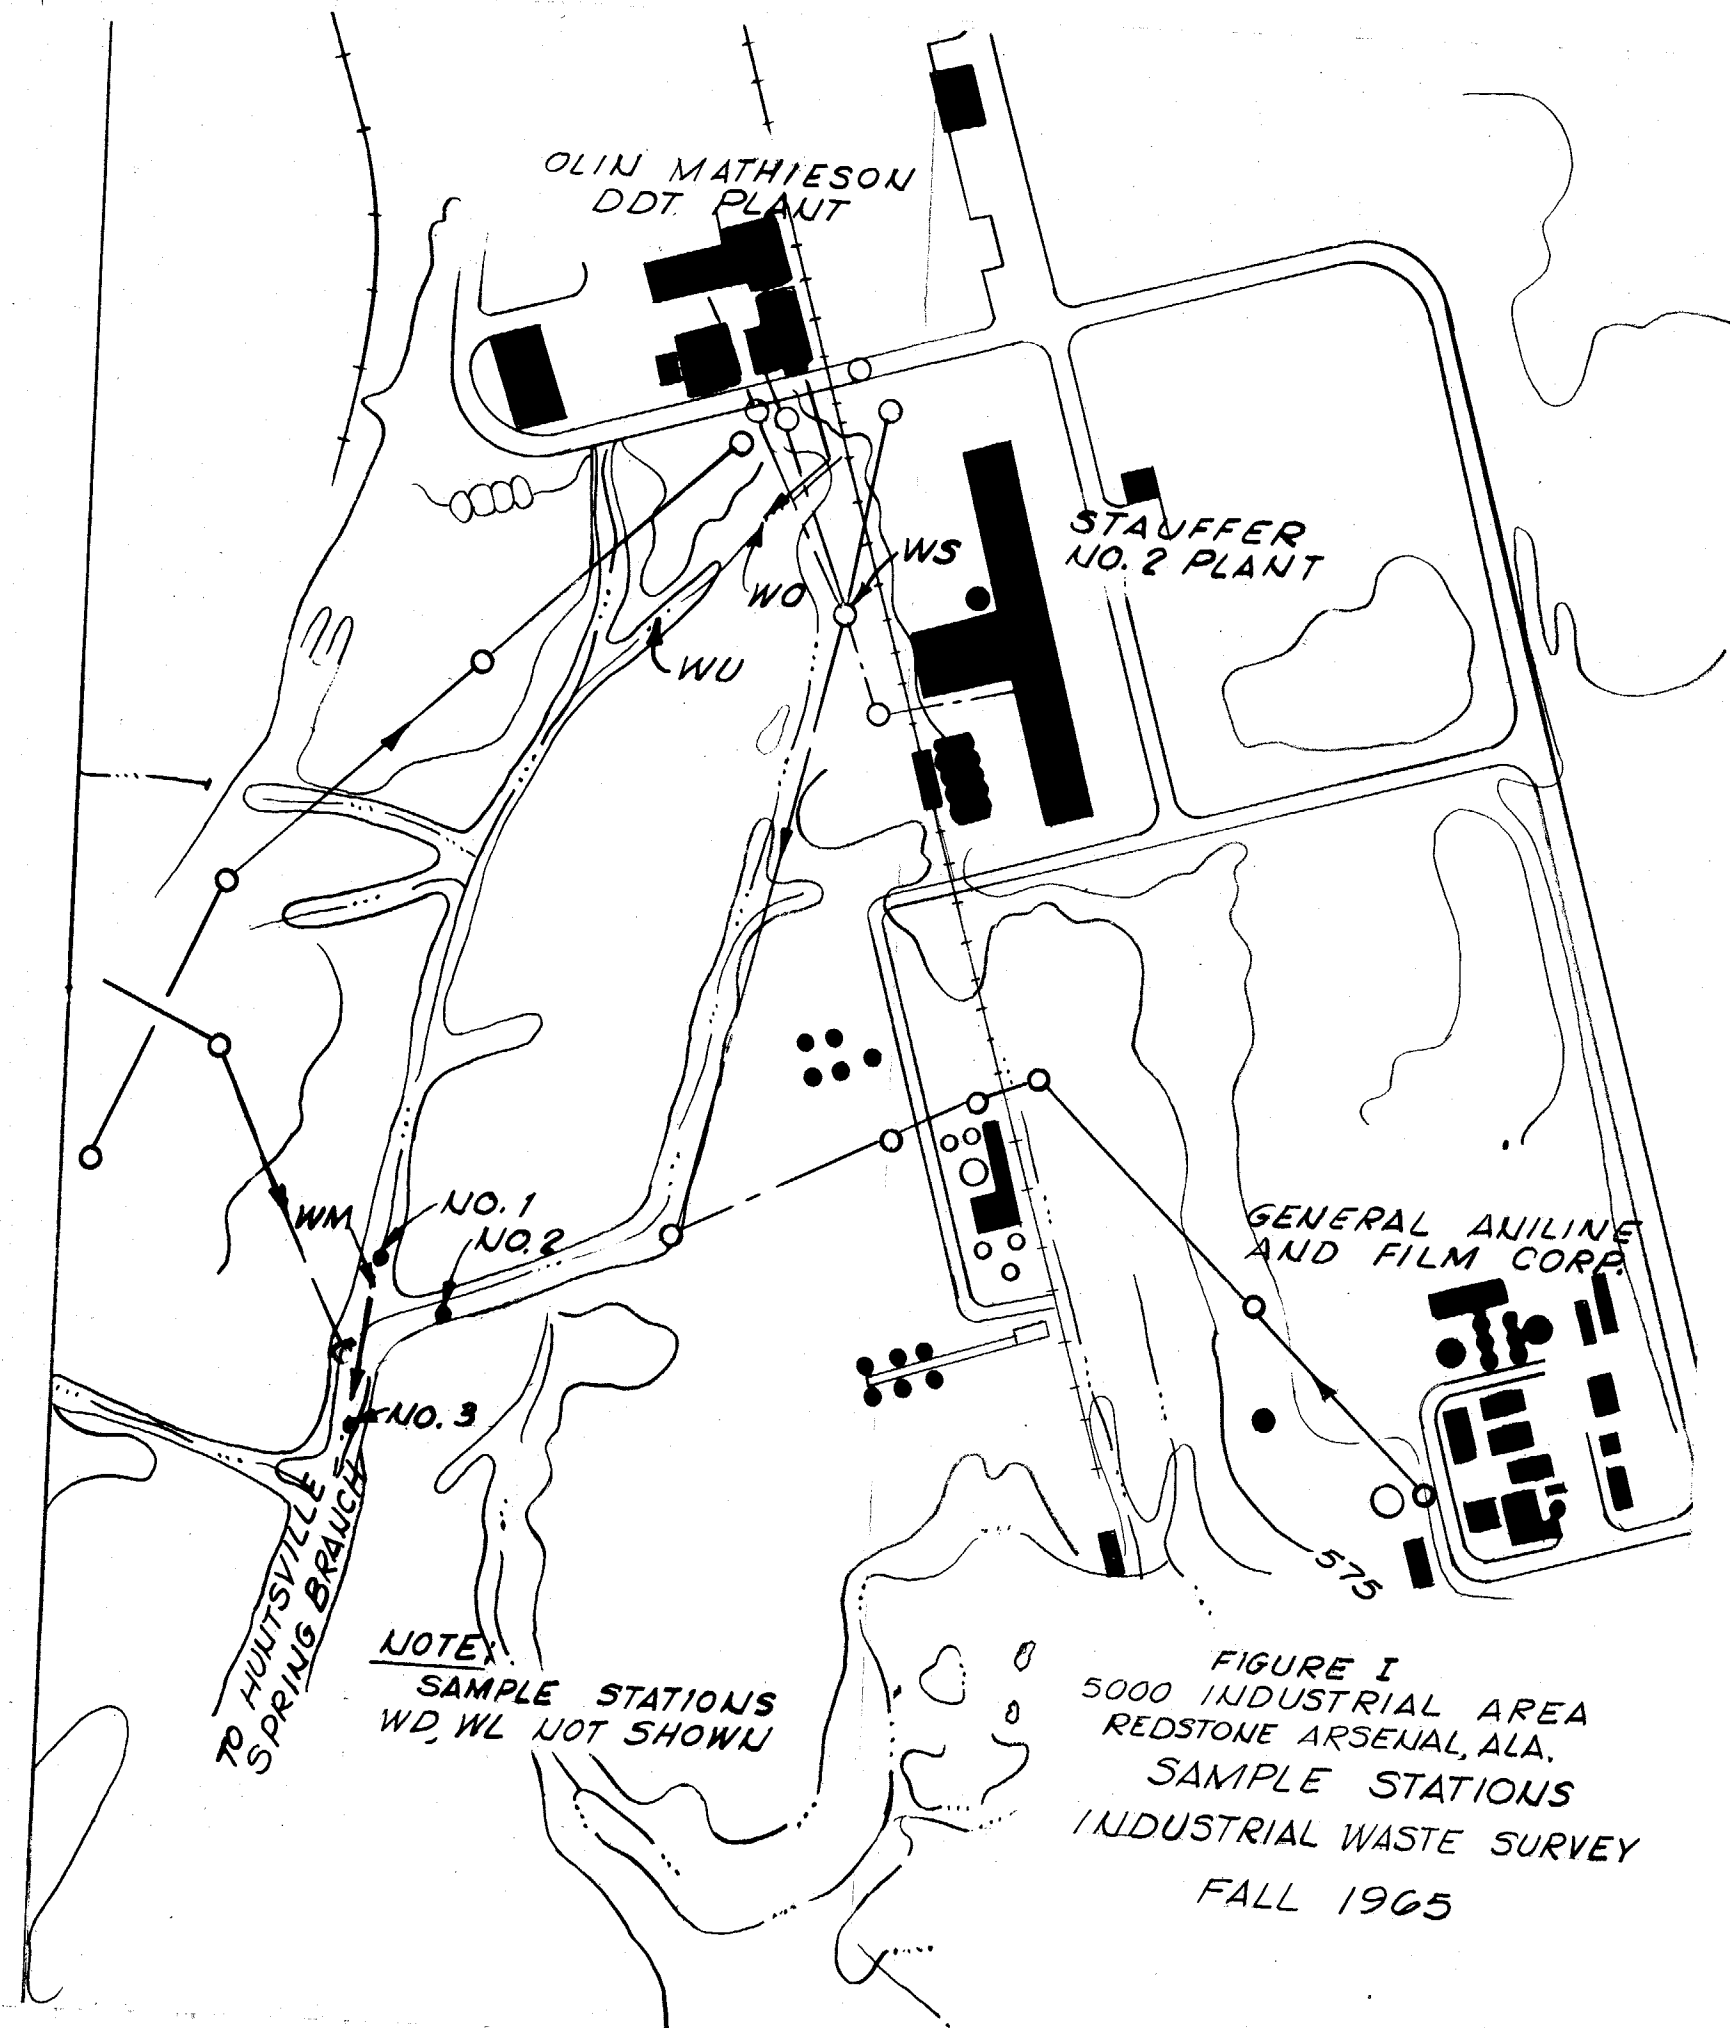 OLIN MATHIESON
DDT. PLANT
STAUFFER
NO. 2 PLANT
WS
WO
WU
WM
NO. 1
NO. 2
NO. 3
GENERAL ANILINE
AND FILM CORP.
575
TO HUNTSVILLE
SPRING BRANCH
NOTE:
SAMPLE STATIONS
WD, WL NOT SHOWN
FIGURE I
5000 INDUSTRIAL AREA
REDSTONE ARSENAL, ALA.
SAMPLE STATIONS
INDUSTRIAL WASTE SURVEY
FALL 1965